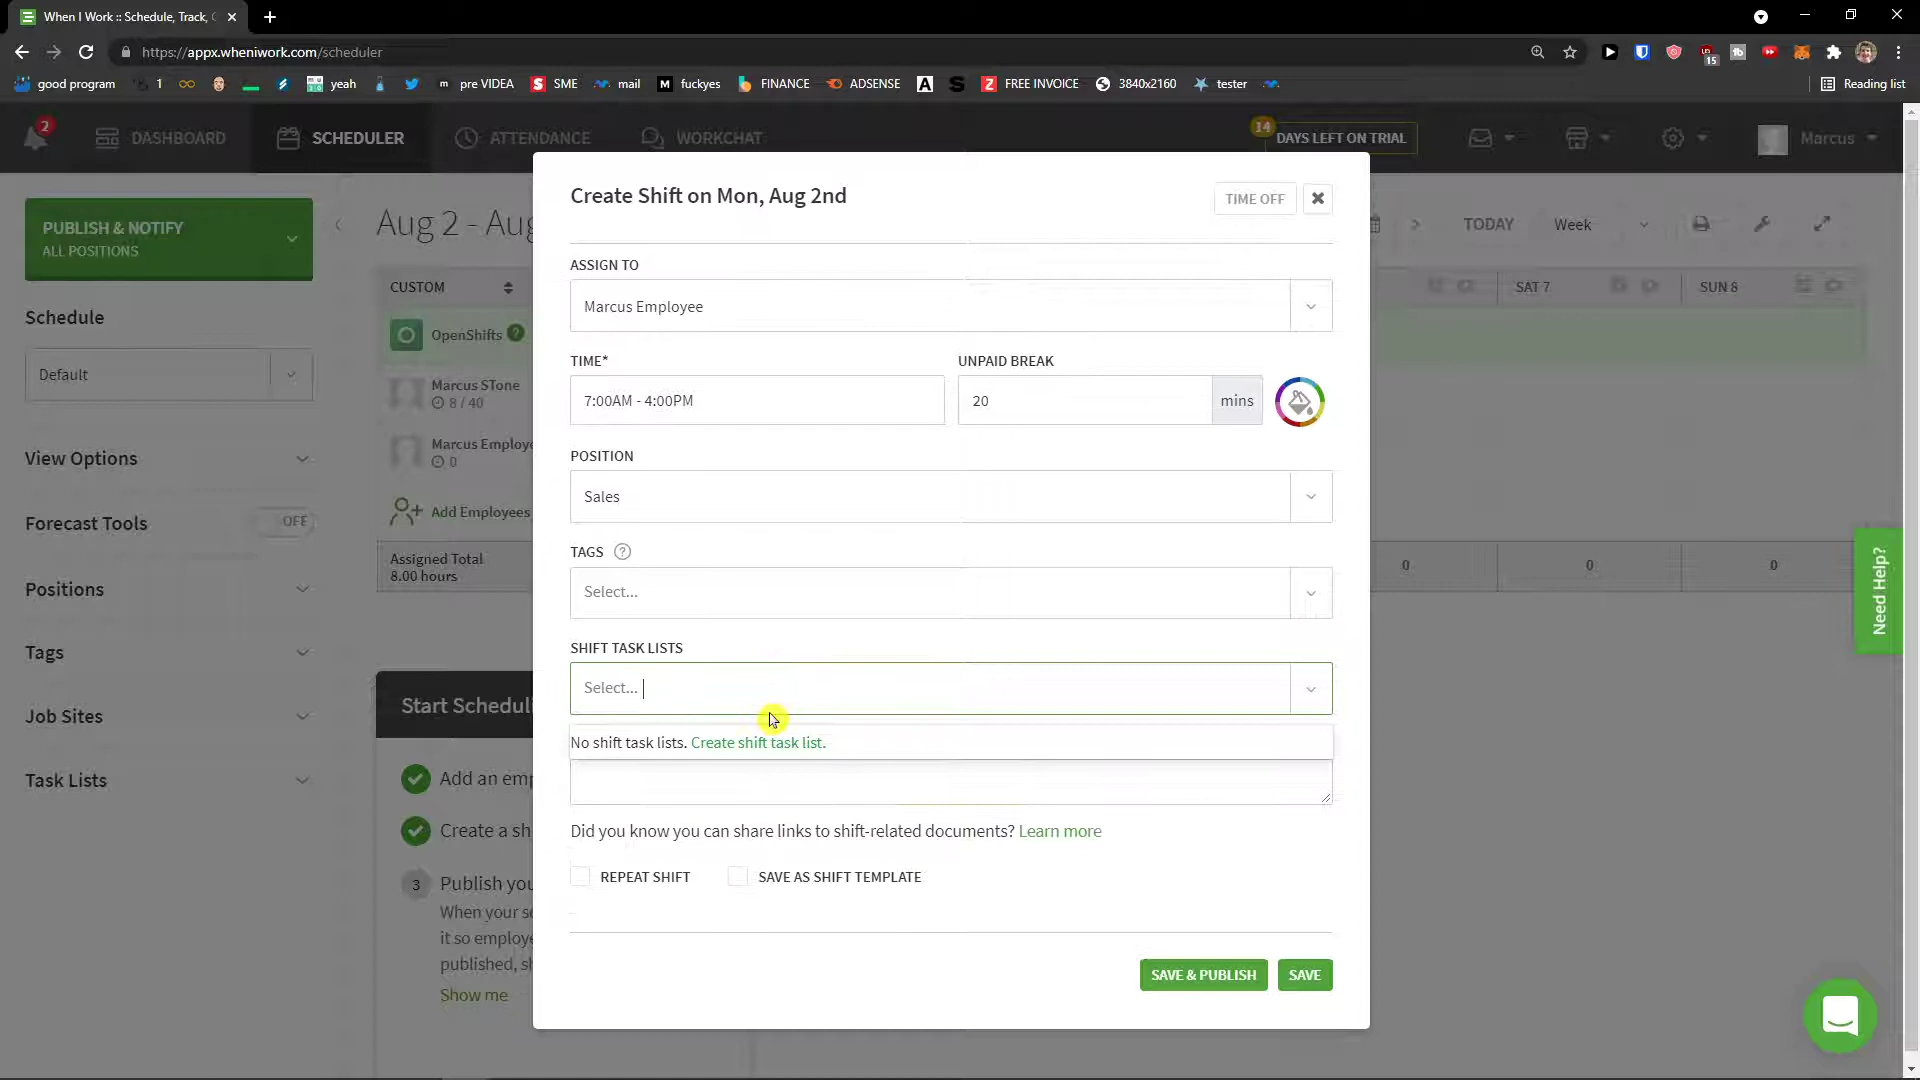 When I Work :: Schedule, Track,
https://appx.wheniwork.com/scheduler
good program
1
yeah
pre VIDEA
SME
mail
fuckyes
FINANCE
ADSENSE
FREE INVOICE
3840x2160
tester
Reading list
15
2
DASHBOARD
SCHEDULER
ATTENDANCE
WORKCHAT
14
DAYS LEFT ON TRIAL
Marcus
PUBLISH & NOTIFY
ALL POSITIONS
Schedule
Default
View Options
Forecast Tools
OFF
Positions
Tags
Job Sites
Task Lists
Aug 2 - Aug
TODAY
Week
CUSTOM
SAT 7
SUN 8
OpenShifts ?
Marcus STone
8 / 40
Marcus Employe
0
Add Employees
Assigned Total
8.00 hours
0
0
0
Start Scheduli
Add an emp
Create a sh
3
Publish you
When your s
it so employe
published, sh
Show me
Create Shift on Mon, Aug 2nd
TIME OFF
ASSIGN TO
Marcus Employee
TIME*
UNPAID BREAK
7:00AM - 4:00PM
20
mins
POSITION
Sales
TAGS ?
Select...
SHIFT TASK LISTS
Select...
No shift task lists. Create shift task list.
Did you know you can share links to shift-related documents? Learn more
REPEAT SHIFT
SAVE AS SHIFT TEMPLATE
SAVE & PUBLISH
SAVE
Need Help?